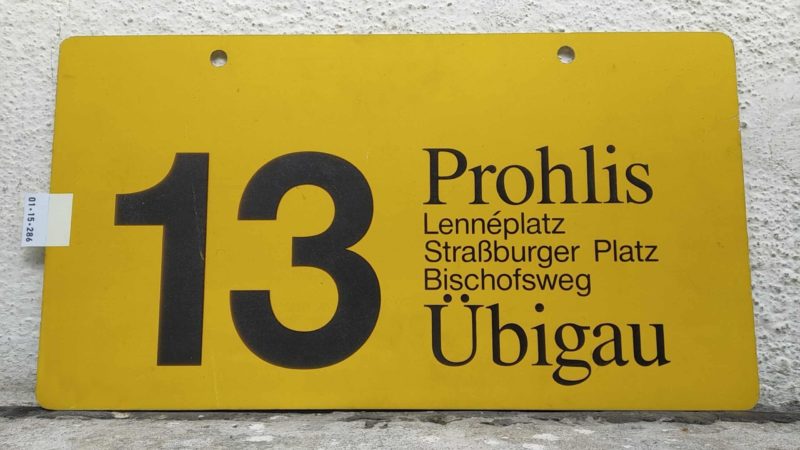 13
Prohlis
Lennéplatz
Straßburger Platz
Bischofsweg
Übigau
01-15-286